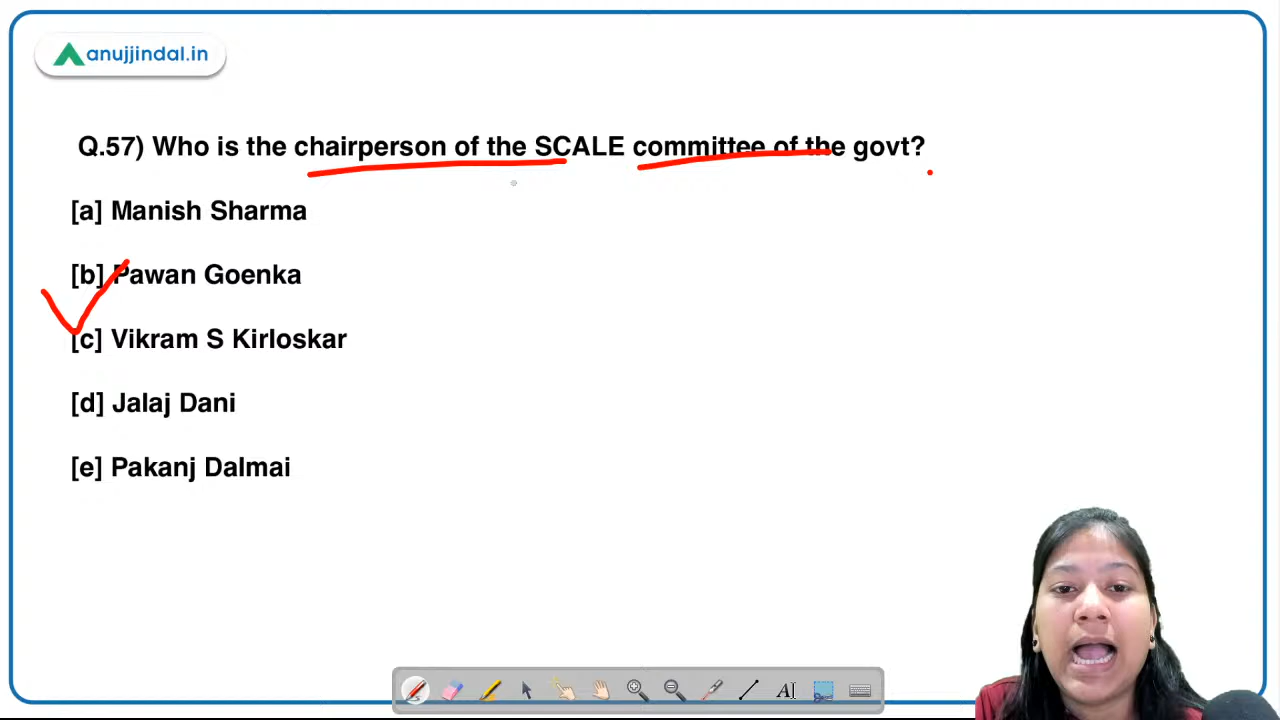 anujjindal.in
Q.57) Who is the chairperson of the SCALE committee of the govt?
[a] Manish Sharma
[b] Pawan Goenka
[c] Vikram S Kirloskar
[d] Jalaj Dani
[e] Pakanj Dalmai
A